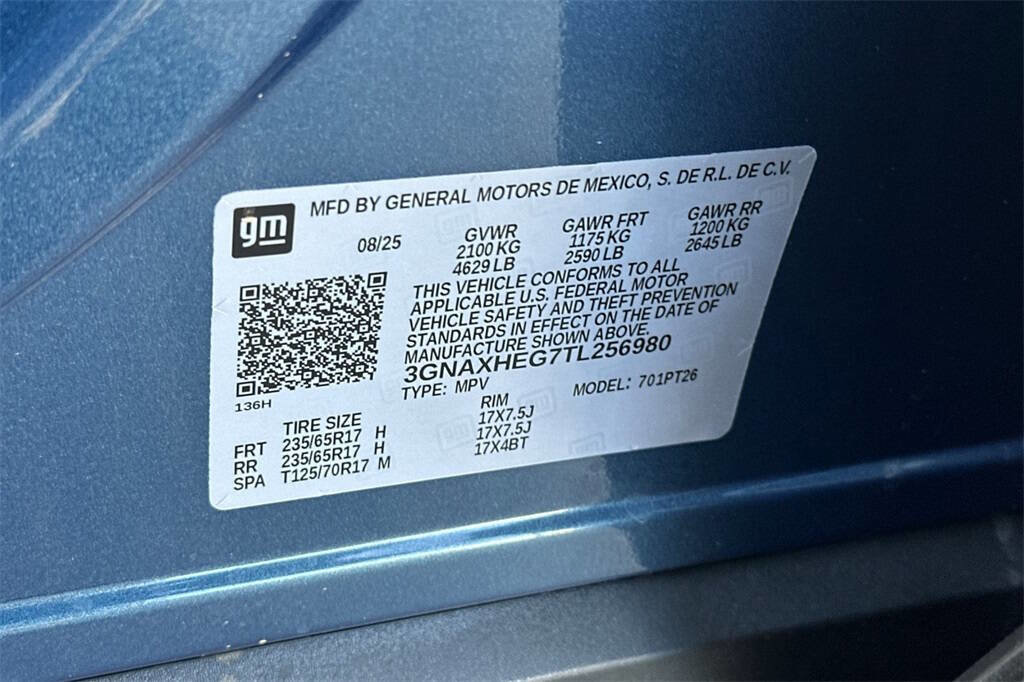 gm
MFD BY GENERAL MOTORS DE MEXICO, S. DE R.L. DE C.V.
08/25 GVWR GAWR FRT GAWR RR
2100 KG 1175 KG 1200 KG
4629 LB 2590 LB 2645 LB
THIS VEHICLE CONFORMS TO ALL
APPLICABLE U.S. FEDERAL MOTOR
VEHICLE SAFETY AND THEFT PREVENTION
STANDARDS IN EFFECT ON THE DATE OF
MANUFACTURE SHOWN ABOVE.
3GNAXHEG7TL256980
TYPE: MPV MODEL: 701PT26
136H
TIRE SIZE RIM
FRT 235/65R17 H 17X7.5J
RR 235/65R17 H 17X7.5J
SPA T125/70R17 M 17X4BT